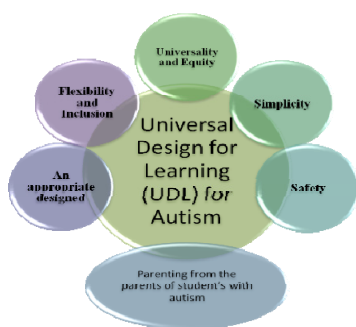 Universality
and Equity
Flexibility
and
Inclusion
Simplicity
An
appropriate
designed
Safety
Universal
Design for
Learning
(UDL) for
Autism
Parenting from the
parents of student's with
autism